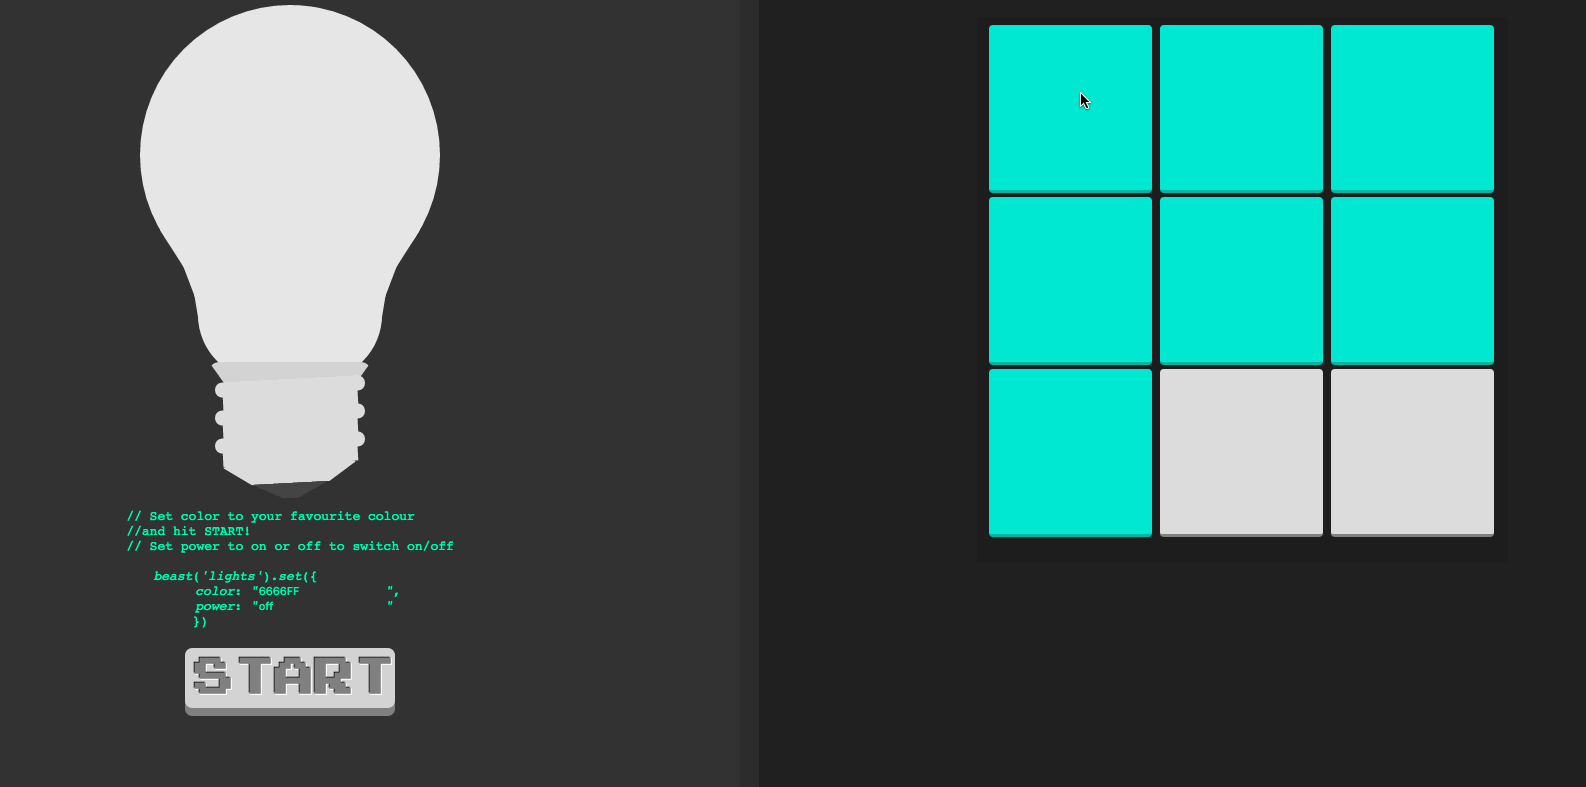 // Set color to your favourite colour
//and hit START!
// Set power to on or off to switch on/off
beast('lights').set({
color: "6666FF ",
power: "off "
})
START